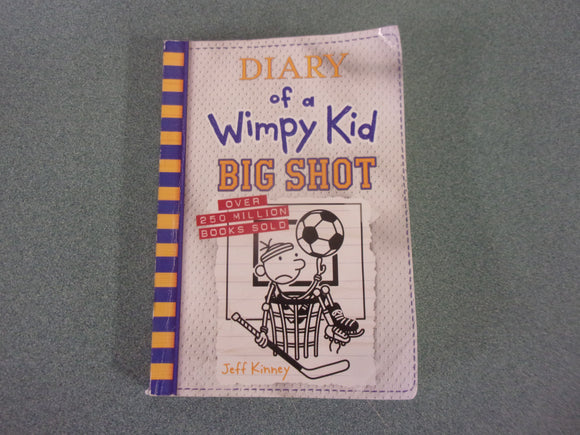 DIARY
of a
Wimpy Kid
BIG SHOT
OVER
250 MILLION
BOOKS SOLD
Jeff Kinney